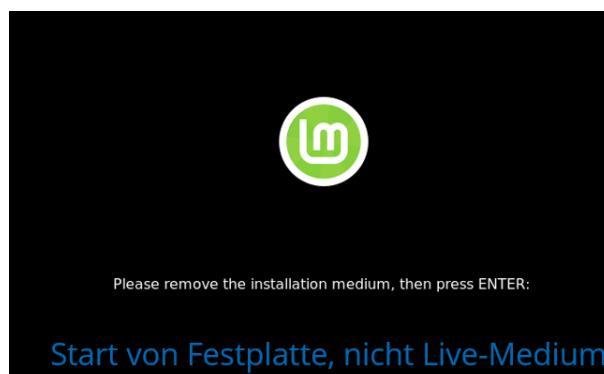 Please remove the installation medium, then press ENTER:
Start von Festplatte, nicht Live-Medium